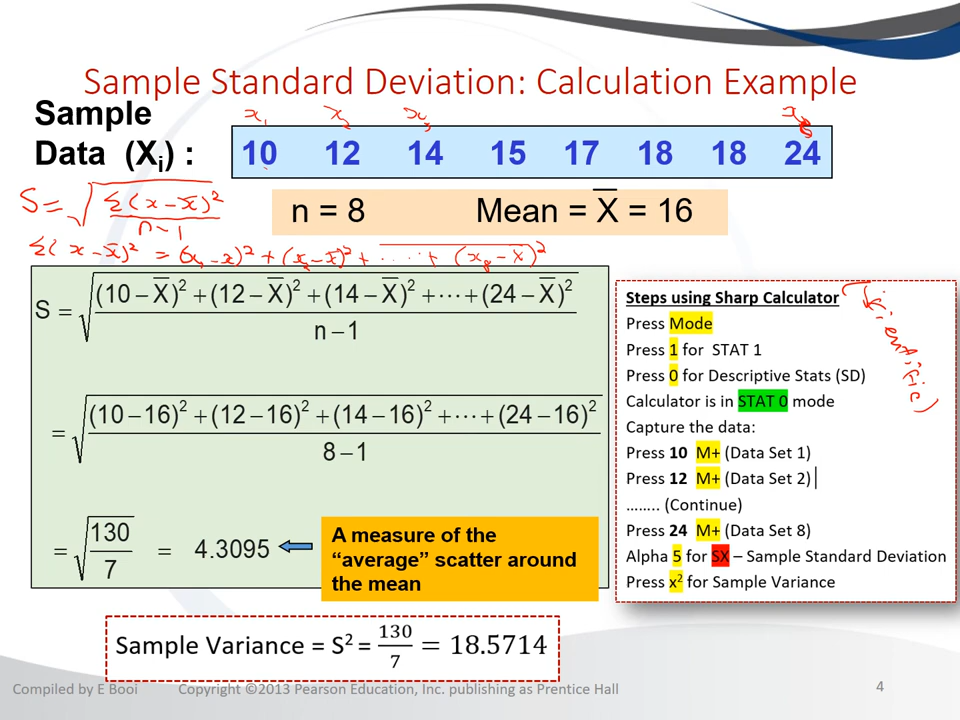 Sample Standard Deviation: Calculation Example
x₁ x₂ x₃ x₈
Sample
Data (Xᵢ) :
10 12 14 15 17 18 18 24
n = 8 Mean = X̅ = 16
S = √(Σ(x − x̅)² / n − 1)
Σ(x − x̅)² = (x₁ − x̅)² + (x₂ − x̅)² + ..... + (x₈ − x̅)²
S = √((10 − X̅)² + (12 − X̅)² + (14 − X̅)² + ⋯ + (24 − X̅)² / n − 1)
= √((10 − 16)² + (12 − 16)² + (14 − 16)² + ⋯ + (24 − 16)² / 8 − 1)
= √(130 / 7) = 4.3095
A measure of the
“average” scatter around
the mean
Sample Variance = S² = 130/7 = 18.5714
Steps using Sharp Calculator
Press Mode
Press 1 for STAT 1
Press 0 for Descriptive Stats (SD)
Calculator is in STAT 0 mode
Capture the data:
Press 10 M+ (Data Set 1)
Press 12 M+ (Data Set 2)
…….. (Continue)
Press 24 M+ (Data Set 8)
Alpha 5 for SX – Sample Standard Deviation
Press x² for Sample Variance
Compiled by E Booi Copyright ©2013 Pearson Education, Inc. publishing as Prentice Hall 4